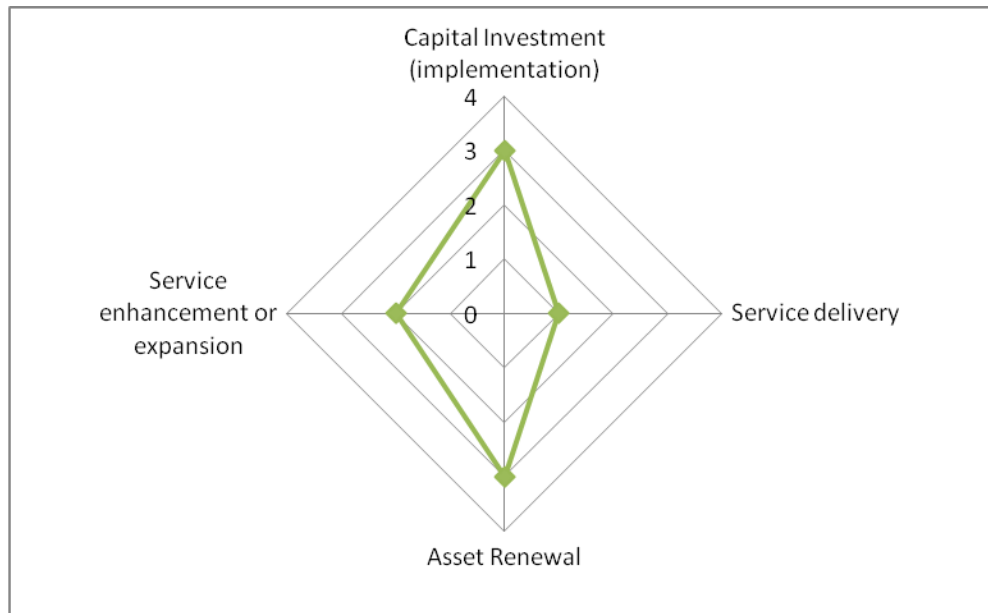 Capital Investment
(implementation)
4
3
2
1
0
Service
enhancement or
expansion
Service delivery
Asset Renewal